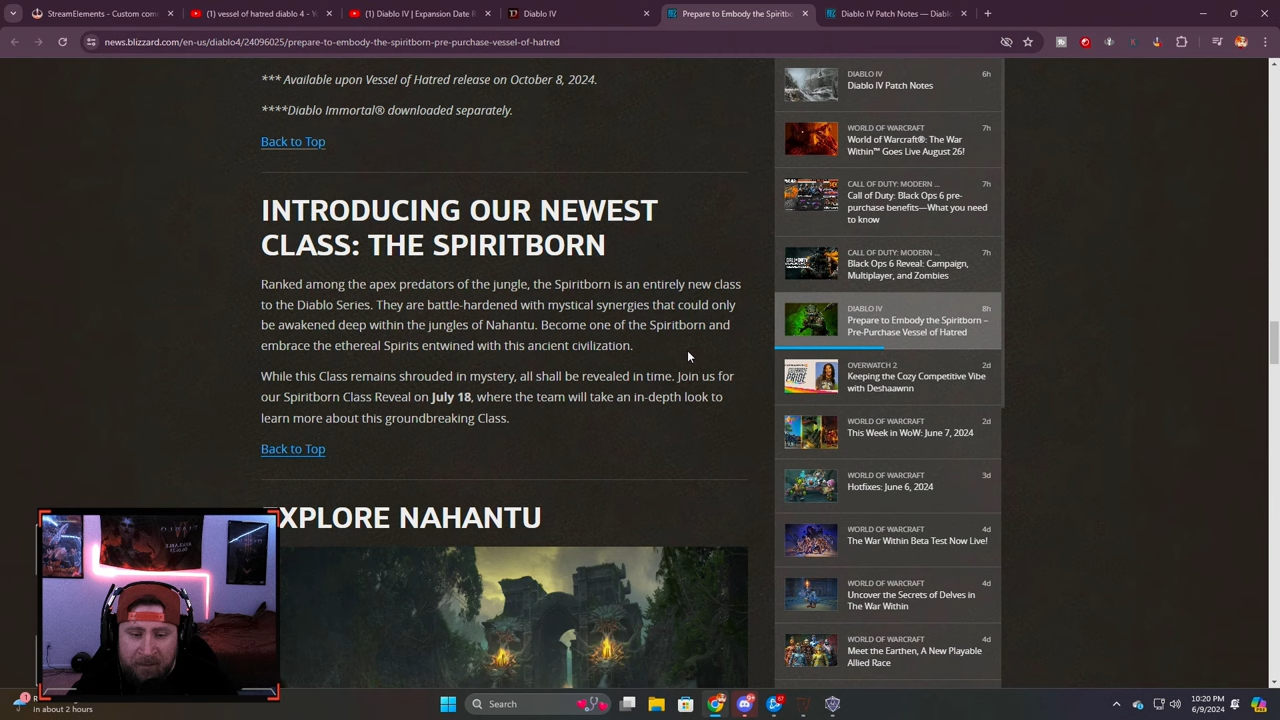 StreamElements - Custom com
(1) vessel of hatred diablo 4 - Y
(1) Diablo IV | Expansion Date R
Diablo IV
Prepare to Embody the Spiritbo
Diablo IV Patch Notes — Diablo
news.blizzard.com/en-us/diablo4/24096025/prepare-to-embody-the-spiritborn-pre-purchase-vessel-of-hatred
*** Available upon Vessel of Hatred release on October 8, 2024.
****Diablo Immortal® downloaded separately.
Back to Top
INTRODUCING OUR NEWEST
CLASS: THE SPIRITBORN
Ranked among the apex predators of the jungle, the Spiritborn is an entirely new class
to the Diablo Series. They are battle-hardened with mystical synergies that could only
be awakened deep within the jungles of Nahantu. Become one of the Spiritborn and
embrace the ethereal Spirits entwined with this ancient civilization.
While this Class remains shrouded in mystery, all shall be revealed in time. Join us for
our Spiritborn Class Reveal on July 18, where the team will take an in-depth look to
learn more about this groundbreaking Class.
Back to Top
EXPLORE NAHANTU
DIABLO IV 6h
Diablo IV Patch Notes
WORLD OF WARCRAFT 7h
World of Warcraft®: The War
Within™ Goes Live August 26!
CALL OF DUTY: MODERN ... 7h
Call of Duty: Black Ops 6 pre-
purchase benefits—What you need
to know
CALL OF DUTY: MODERN ... 7h
Black Ops 6 Reveal: Campaign,
Multiplayer, and Zombies
DIABLO IV 8h
Prepare to Embody the Spiritborn –
Pre-Purchase Vessel of Hatred
OVERWATCH 2 2d
Keeping the Cozy Competitive Vibe
with Deshaawnn
WORLD OF WARCRAFT 2d
This Week in WoW: June 7, 2024
WORLD OF WARCRAFT 3d
Hotfixes: June 6, 2024
WORLD OF WARCRAFT 4d
The War Within Beta Test Now Live!
WORLD OF WARCRAFT 4d
Uncover the Secrets of Delves in
The War Within
WORLD OF WARCRAFT 4d
Meet the Earthen, A New Playable
Allied Race
In about 2 hours
Search
10:20 PM
6/9/2024